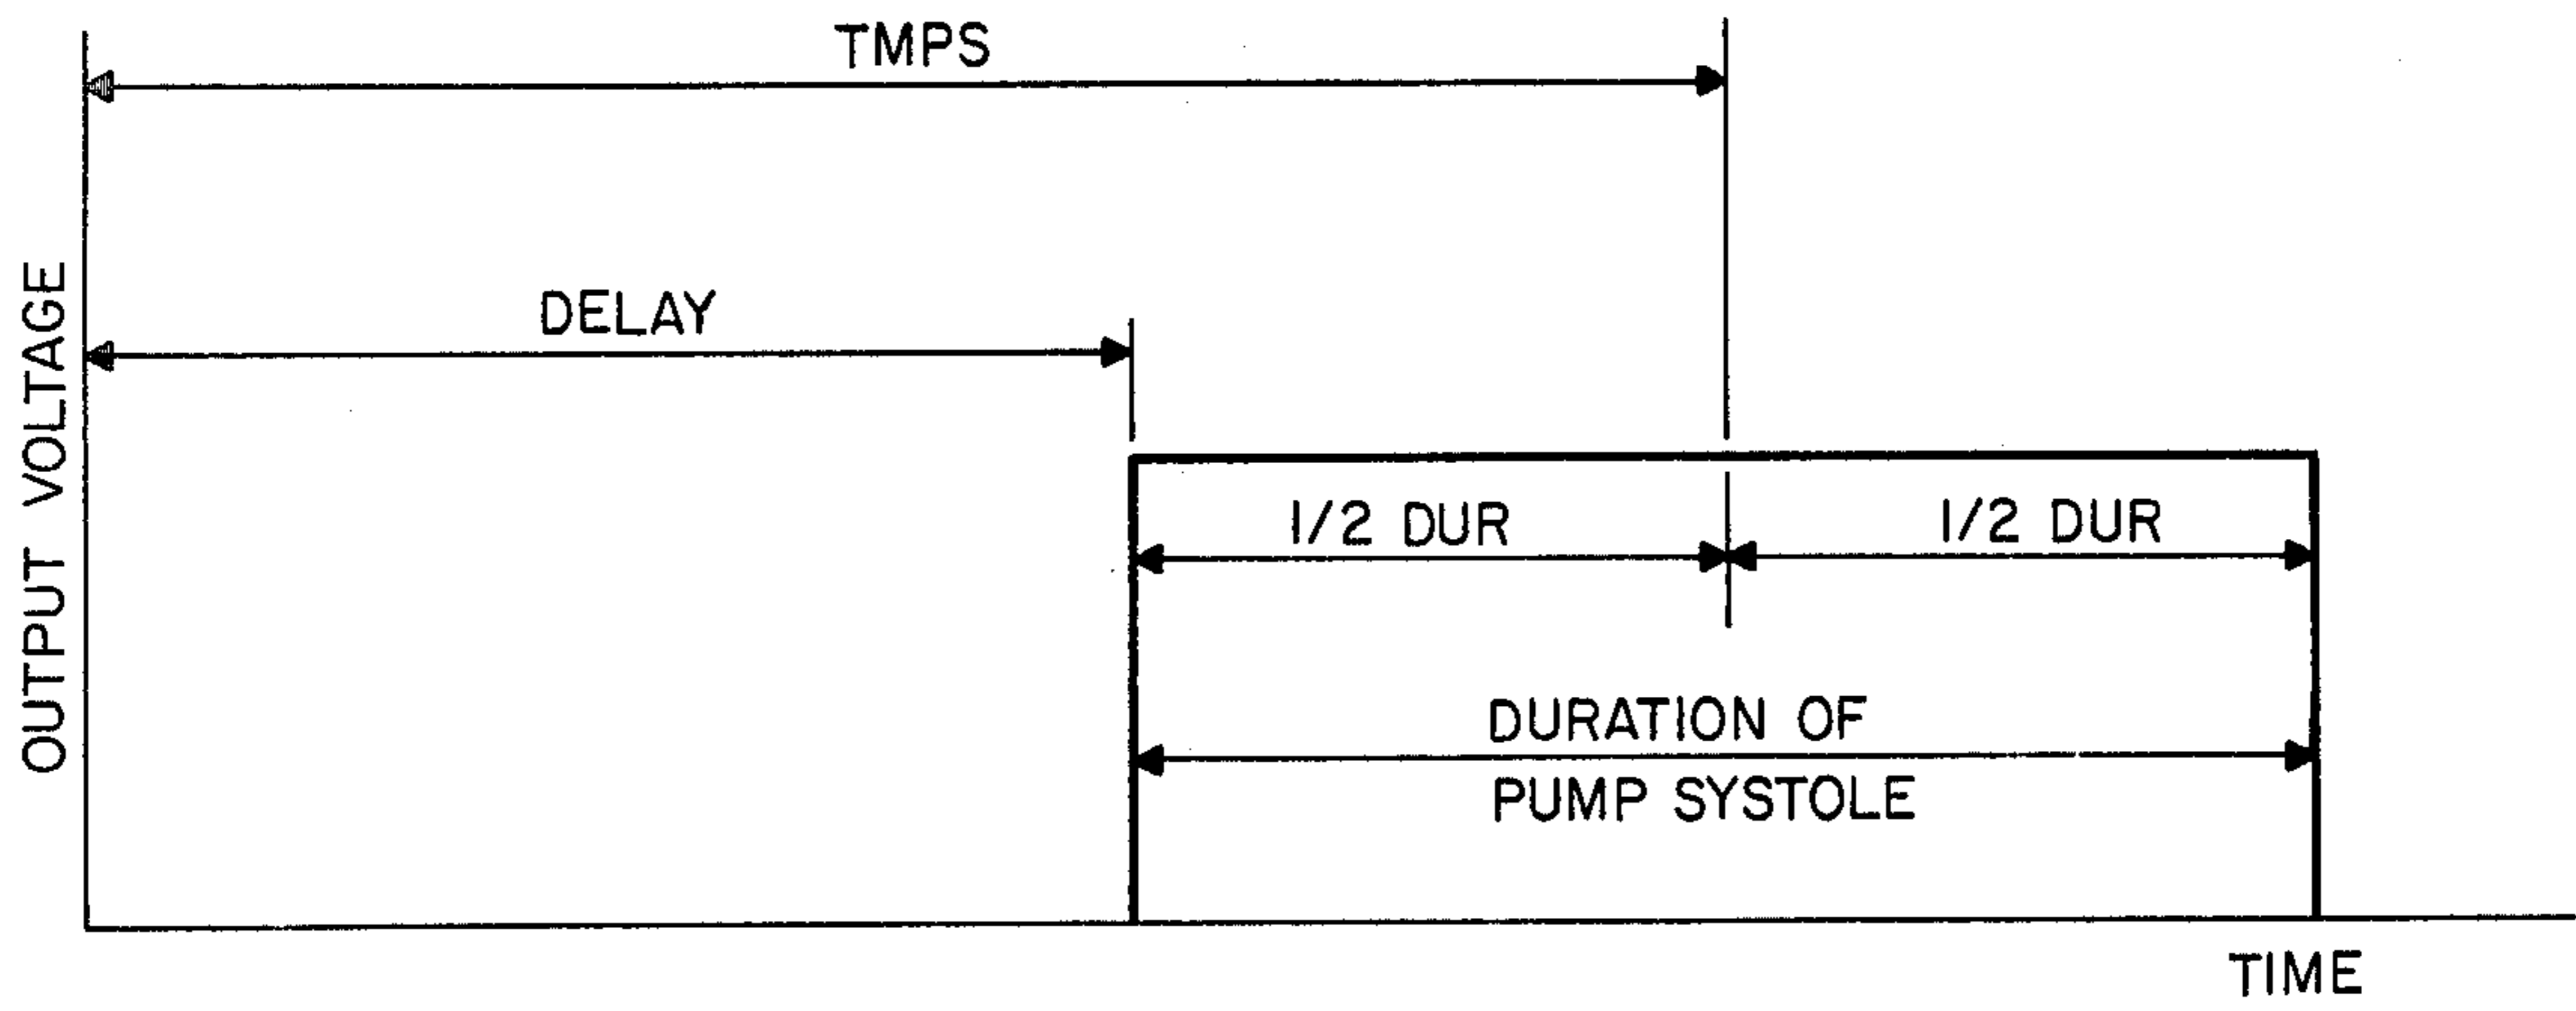 TMPS
DELAY
OUTPUT VOLTAGE
1/2 DUR
1/2 DUR
DURATION OF
PUMP SYSTOLE
TIME